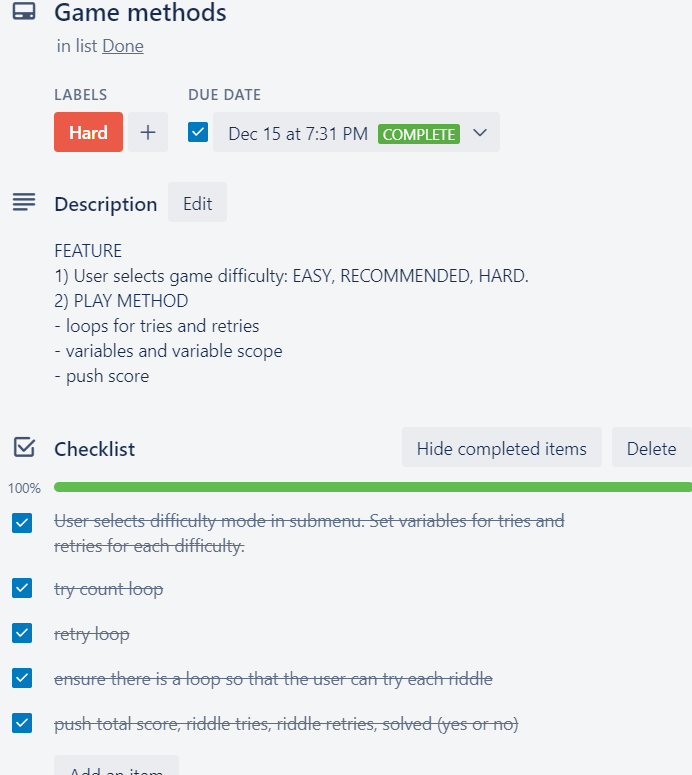 Game methods
in list Done
LABELS DUE DATE
Hard + Dec 15 at 7:31 PM COMPLETE
Description Edit
FEATURE
1) User selects game difficulty: EASY, RECOMMENDED, HARD.
2) PLAY METHOD
- loops for tries and retries
- variables and variable scope
- push score
Checklist Hide completed items Delete
100%
User selects difficulty mode in submenu. Set variables for tries and
retries for each difficulty.
try count loop
retry loop
ensure there is a loop so that the user can try each riddle
push total score, riddle tries, riddle retries, solved (yes or no)
Add an item